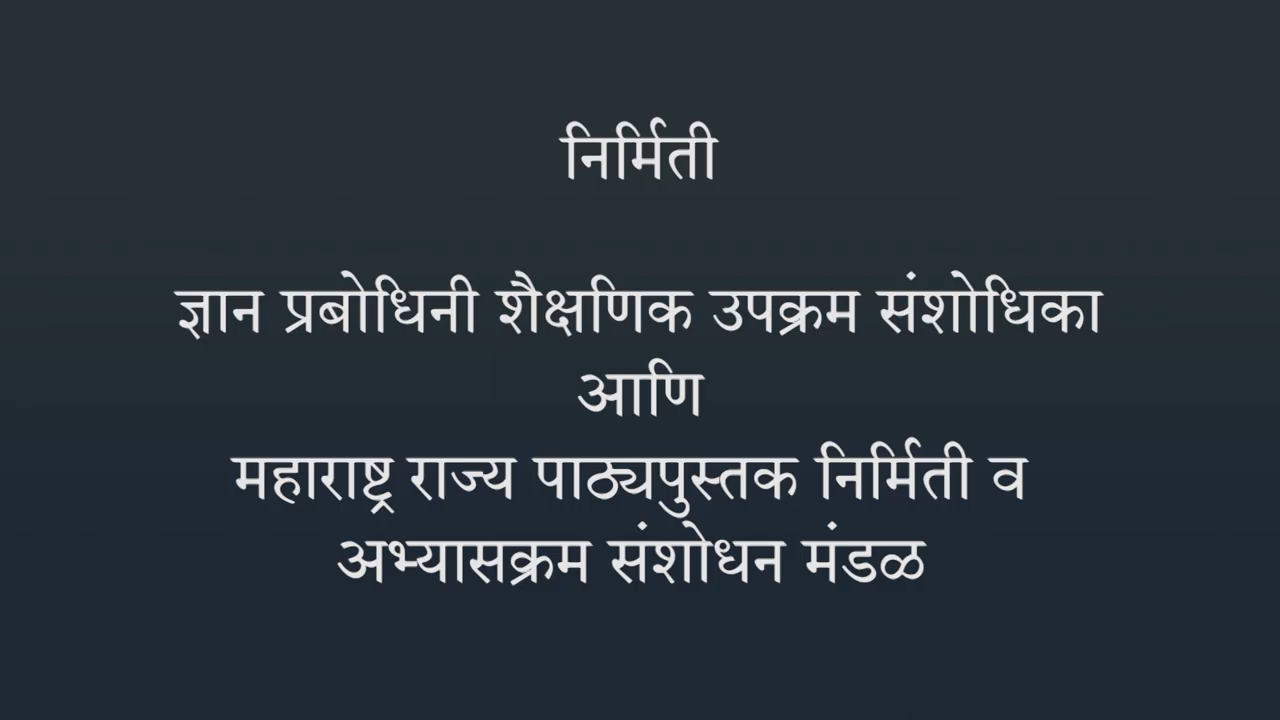 निर्मिती
ज्ञान प्रबोधिनी शैक्षणिक उपक्रम संशोधिका
आणि
महाराष्ट्र राज्य पाठ्यपुस्तक निर्मिती व
अभ्यासक्रम संशोधन मंडळ